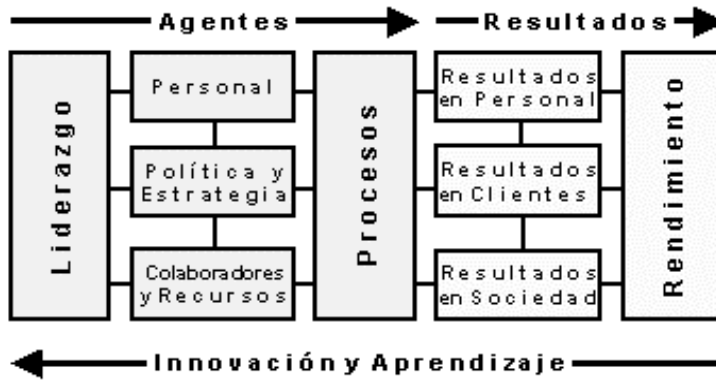 Agentes
Resultados
Liderazgo
Personal
Política y
Estrategia
Colaboradores
y Recursos
Procesos
Resultados
en Personal
Resultados
en Clientes
Resultados
en Sociedad
Rendimiento
Innovación y Aprendizaje